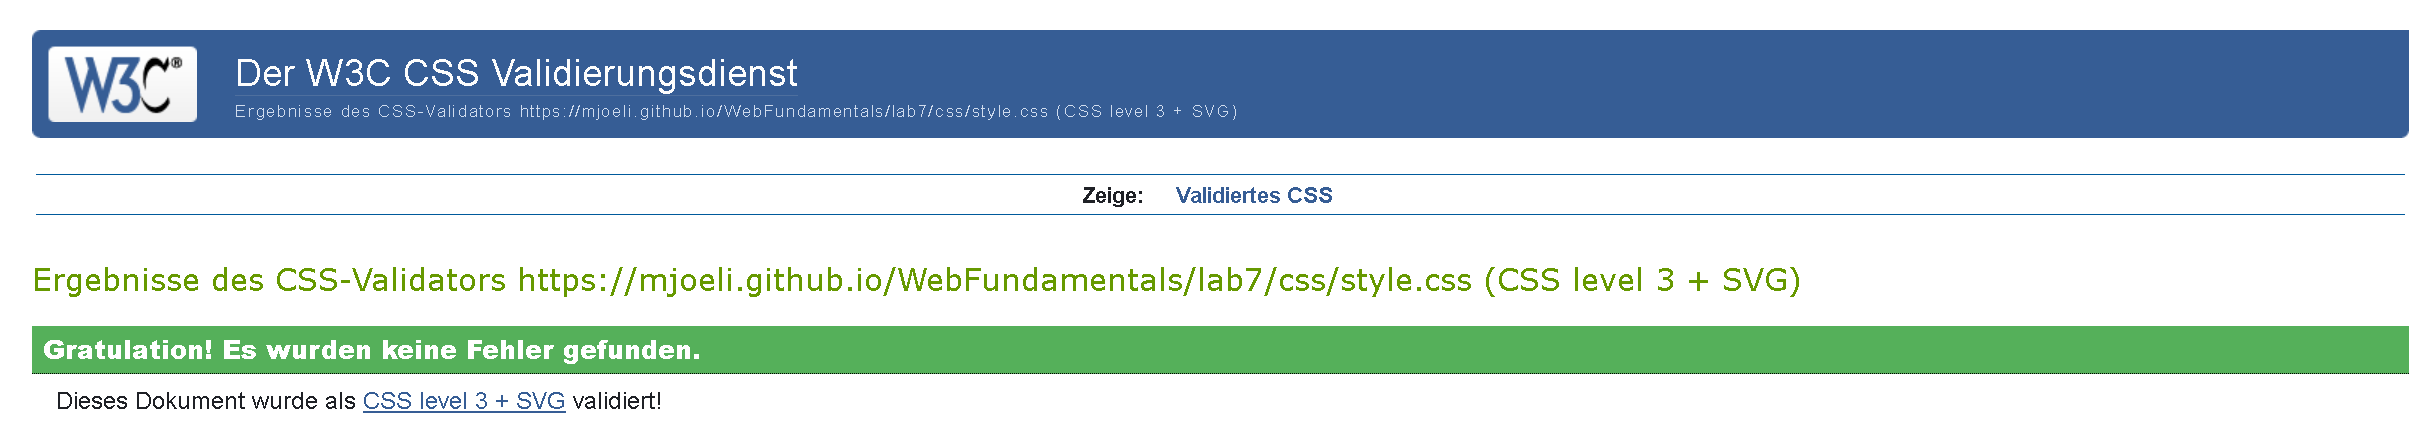 W3C®
Der W3C CSS Validierungsdienst
Ergebnisse des CSS-Validators https://mjoeli.github.io/WebFundamentals/lab7/css/style.css (CSS level 3 + SVG)
Zeige: Validiertes CSS
Ergebnisse des CSS-Validators https://mjoeli.github.io/WebFundamentals/lab7/css/style.css (CSS level 3 + SVG)
Gratulation! Es wurden keine Fehler gefunden.
Dieses Dokument wurde als CSS level 3 + SVG validiert!